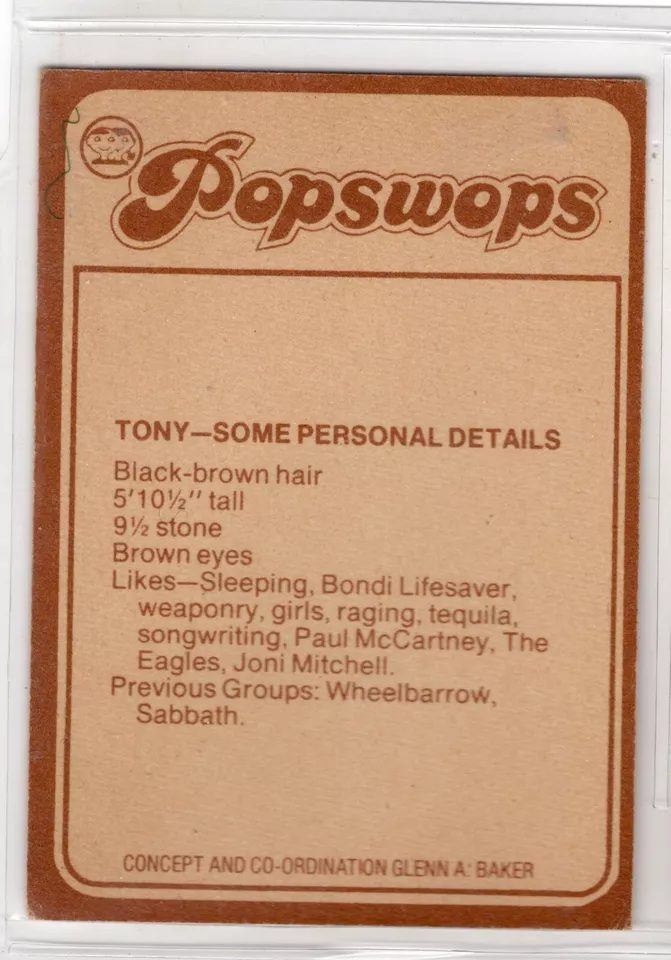 Popswops
TONY—SOME PERSONAL DETAILS
Black-brown hair
5'10½" tall
9½ stone
Brown eyes
Likes—Sleeping, Bondi Lifesaver,
weaponry, girls, raging, tequila,
songwriting, Paul McCartney, The
Eagles, Joni Mitchell.
Previous Groups: Wheelbarrow,
Sabbath.
CONCEPT AND CO-ORDINATION GLENN A. BAKER